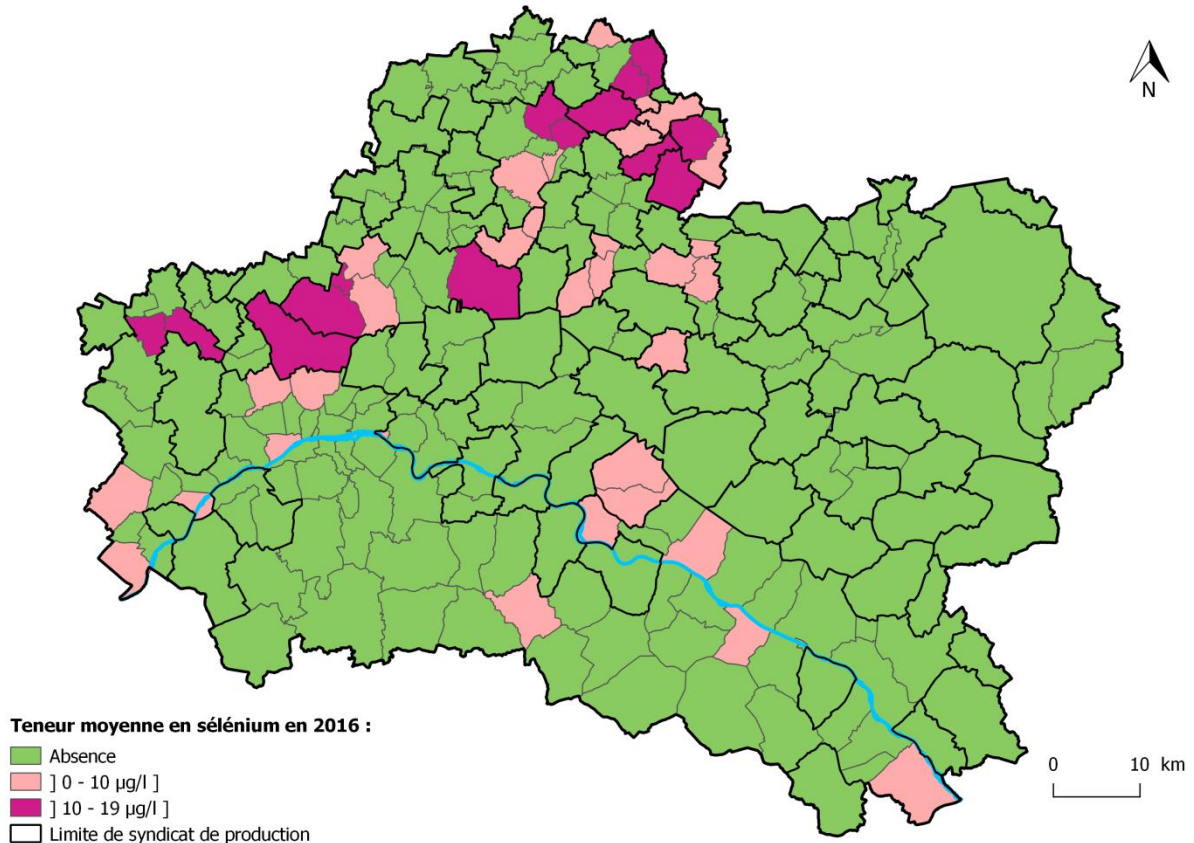 N
Teneur moyenne en sélénium en 2016 :
Absence
] 0 - 10 µg/l ]
] 10 - 19 µg/l ]
Limite de syndicat de production
0 10 km